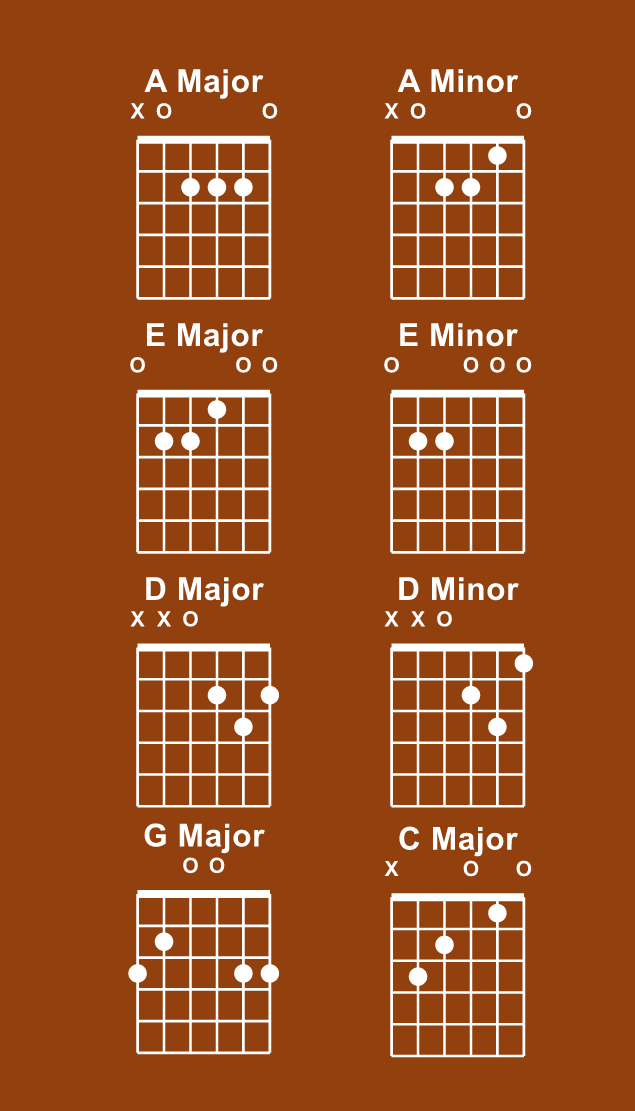 A Major
X O O
A Minor
X O O
E Major
O O O
E Minor
O O O O
D Major
X X O
D Minor
X X O
G Major
O O
C Major
X O O